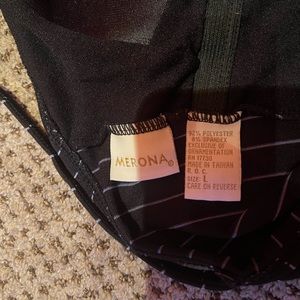 MERONA®
92% POLYESTER
8% SPANDEX
EXCLUSIVE OF
ORNAMENTATION
RN 17730
MADE IN TAIWAN
R.O.C.
SIZE: L
CARE ON REVERSE